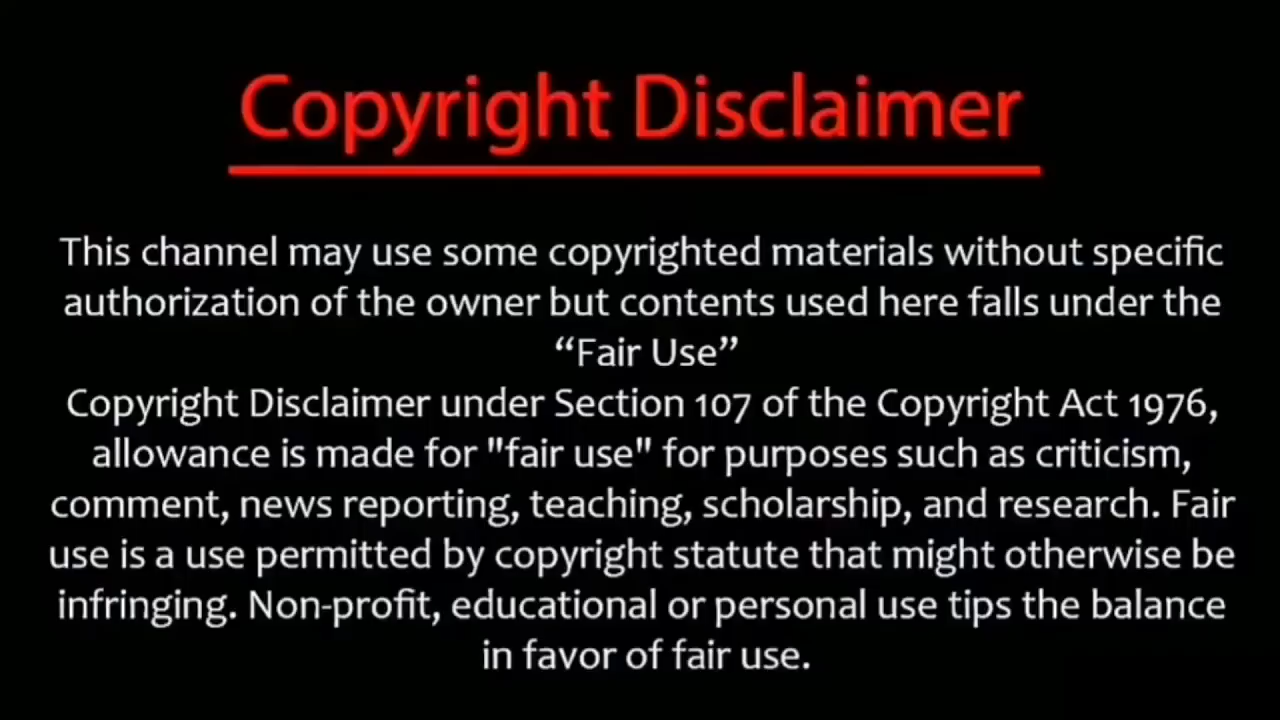 Copyright Disclaimer
This channel may use some copyrighted materials without specific
authorization of the owner but contents used here falls under the
“Fair Use”
Copyright Disclaimer under Section 107 of the Copyright Act 1976,
allowance is made for "fair use" for purposes such as criticism,
comment, news reporting, teaching, scholarship, and research. Fair
use is a use permitted by copyright statute that might otherwise be
infringing. Non-profit, educational or personal use tips the balance
in favor of fair use.